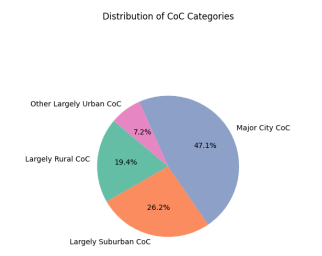 Distribution of CoC Categories
Other Largely Urban CoC
7.2%
Major City CoC
47.1%
Largely Rural CoC
19.4%
26.2%
Largely Suburban CoC